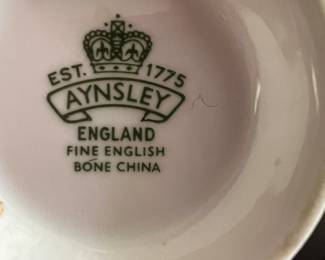 EST. 1775
AYNSLEY
ENGLAND
FINE ENGLISH
BONE CHINA